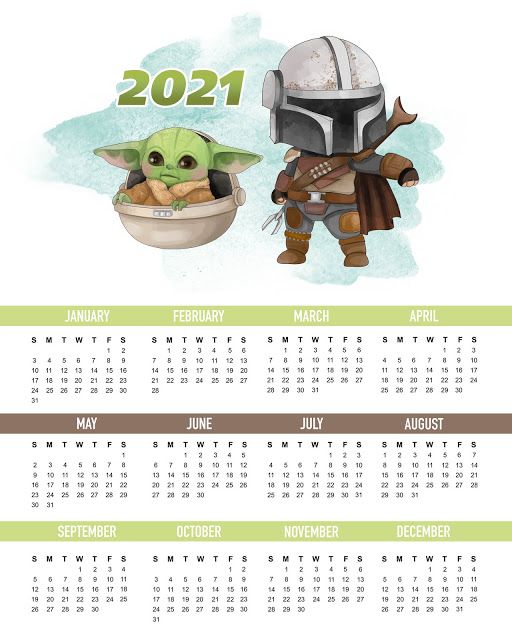 2021
JANUARY
S M T W T F S
1 2
3 4 5 6 7 8 9
10 11 12 13 14 15 16
17 18 19 20 21 22 23
24 25 26 27 28 29 30
31
FEBRUARY
S M T W T F S
1 2 3 4 5 6
7 8 9 10 11 12 13
14 15 16 17 18 19 20
21 22 23 24 25 26 27
28
MARCH
S M T W T F S
1 2 3 4 5 6
7 8 9 10 11 12 13
14 15 16 17 18 19 20
21 22 23 24 25 26 27
28 29 30 31
APRIL
S M T W T F S
1 2 3
4 5 6 7 8 9 10
11 12 13 14 15 16 17
18 19 20 21 22 23 24
25 26 27 28 29 30
MAY
S M T W T F S
1
2 3 4 5 6 7 8
9 10 11 12 13 14 15
16 17 18 19 20 21 22
23 24 25 26 27 28 29
30 31
JUNE
S M T W T F S
1 2 3 4 5
6 7 8 9 10 11 12
13 14 15 16 17 18 19
20 21 22 23 24 25 26
27 28 29 30
JULY
S M T W T F S
1 2 3
4 5 6 7 8 9 10
11 12 13 14 15 16 17
18 19 20 21 22 23 24
25 26 27 28 29 30 31
AUGUST
S M T W T F S
1 2 3 4 5 6 7
8 9 10 11 12 13 14
15 16 17 18 19 20 21
22 23 24 25 26 27 28
29 30 31
SEPTEMBER
S M T W T F S
1 2 3 4
5 6 7 8 9 10 11
12 13 14 15 16 17 18
19 20 21 22 23 24 25
26 27 28 29 30
OCTOBER
S M T W T F S
1 2
3 4 5 6 7 8 9
10 11 12 13 14 15 16
17 18 19 20 21 22 23
24 25 26 27 28 29 30
31
NOVEMBER
S M T W T F S
1 2 3 4 5 6
7 8 9 10 11 12 13
14 15 16 17 18 19 20
21 22 23 24 25 26 27
28 29 30
DECEMBER
S M T W T F S
1 2 3 4
5 6 7 8 9 10 11
12 13 14 15 16 17 18
19 20 21 22 23 24 25
26 27 28 29 30 31